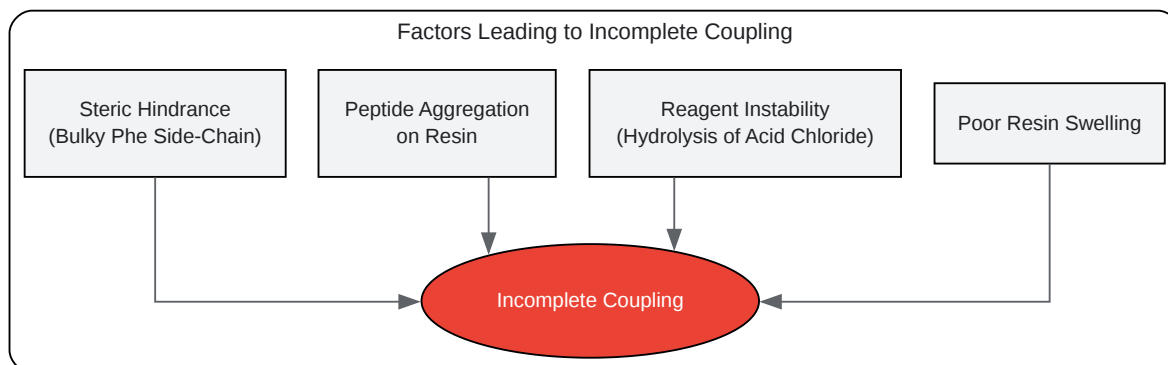 Factors Leading to Incomplete Coupling
Steric Hindrance
(Bulky Phe Side-Chain)
Peptide Aggregation
on Resin
Reagent Instability
(Hydrolysis of Acid Chloride)
Poor Resin Swelling
Incomplete Coupling